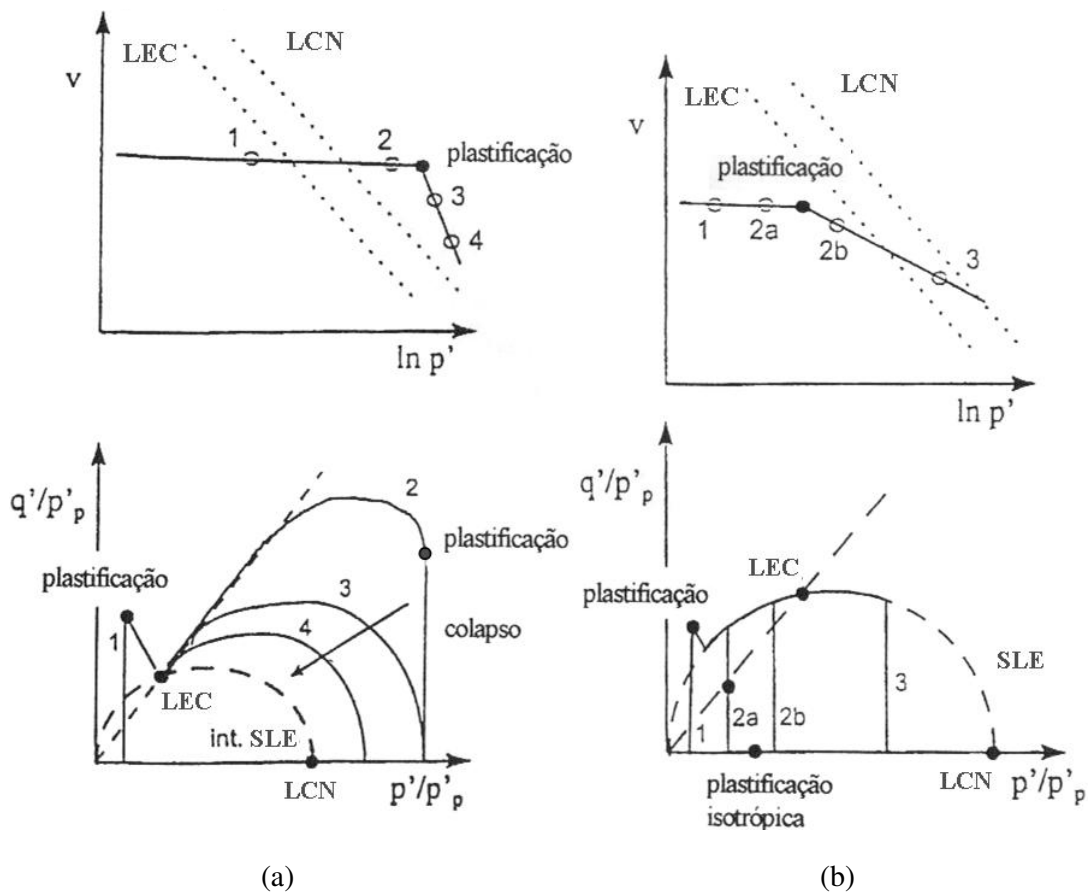 LEC
LCN
v
1
2
plastificação
3
4
ln p'
LEC
LCN
v
plastificação
1
2a
2b
3
ln p'
q'/p'p
2
plastificação
plastificação
3
4
colapso
1
LEC
int. SLE
LCN
p'/p'p
q'/p'p
LEC
plastificação
SLE
3
1
2a
2b
LCN
p'/p'p
plastificação
isotrópica
(a)
(b)